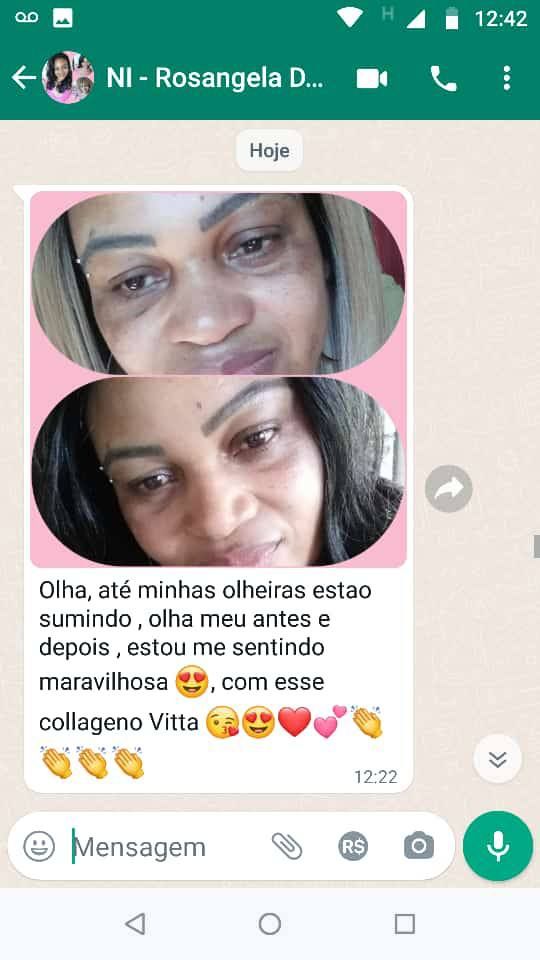 H
12:42
NI - Rosangela D...
Hoje
Olha, até minhas olheiras estao
sumindo , olha meu antes e
depois , estou me sentindo
maravilhosa 😍, com esse
collageno Vitta 😘😍❤️💕👏
👏👏👏
12:22
Mensagem
R$